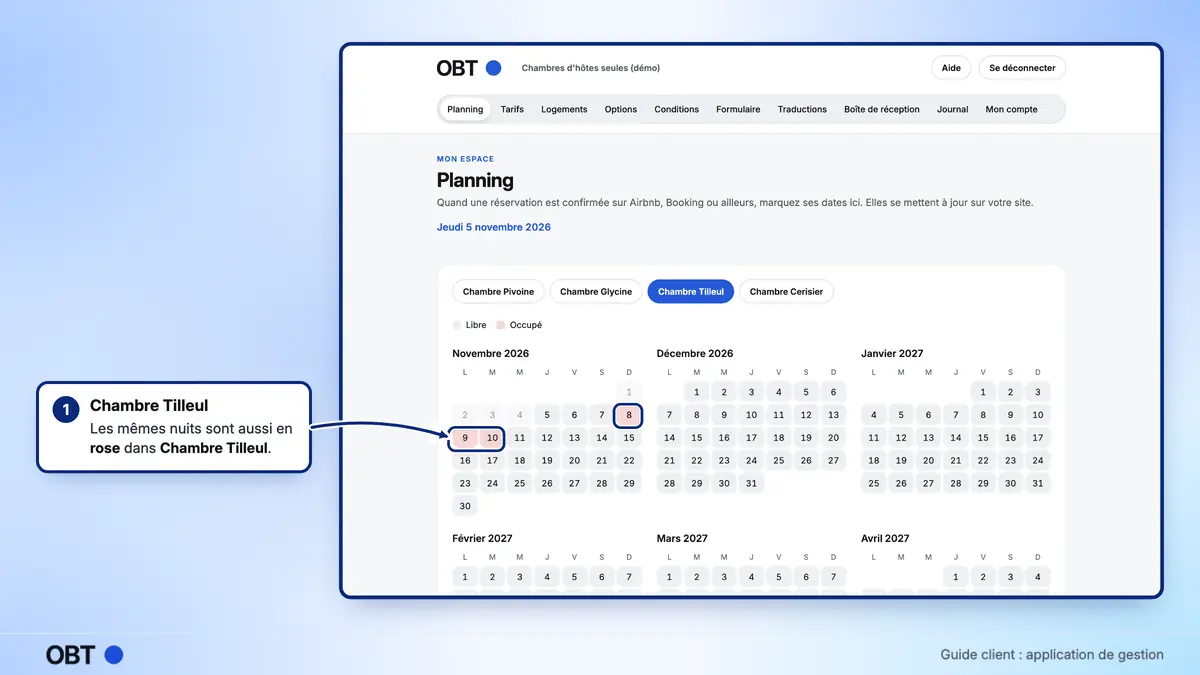 OBT
Chambres d'hôtes seules (démo)
Aide
Se déconnecter
Planning
Tarifs
Logements
Options
Conditions
Formulaire
Traductions
Boîte de réception
Journal
Mon compte
MON ESPACE
Planning
Quand une réservation est confirmée sur Airbnb, Booking ou ailleurs, marquez ses dates ici. Elles se mettent à jour sur votre site.
Jeudi 5 novembre 2026
Chambre Pivoine
Chambre Glycine
Chambre Tilleul
Chambre Cerisier
Libre
Occupé
Novembre 2026
L M M J V S D
1
2 3 4 5 6 7 8
9 10 11 12 13 14 15
16 17 18 19 20 21 22
23 24 25 26 27 28 29
30
Décembre 2026
L M M J V S D
1 2 3 4 5 6
7 8 9 10 11 12 13
14 15 16 17 18 19 20
21 22 23 24 25 26 27
28 29 30 31
Janvier 2027
L M M J V S D
1 2 3
4 5 6 7 8 9 10
11 12 13 14 15 16 17
18 19 20 21 22 23 24
25 26 27 28 29 30 31
Février 2027
L M M J V S D
1 2 3 4 5 6 7
Mars 2027
L M M J V S D
1 2 3 4 5 6 7
Avril 2027
L M M J V S D
1 2 3 4
1
Chambre Tilleul
Les mêmes nuits sont aussi en
rose dans Chambre Tilleul.
OBT
Guide client : application de gestion